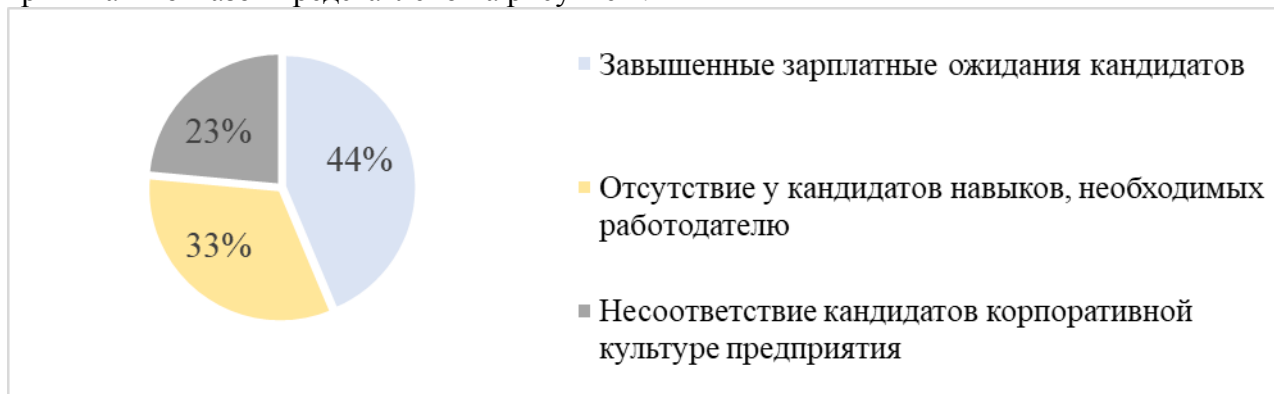 23%
44%
33%
Завышенные зарплатные ожидания кандидатов
Отсутствие у кандидатов навыков, необходимых
работодателю
Несоответствие кандидатов корпоративной
культуре предприятия